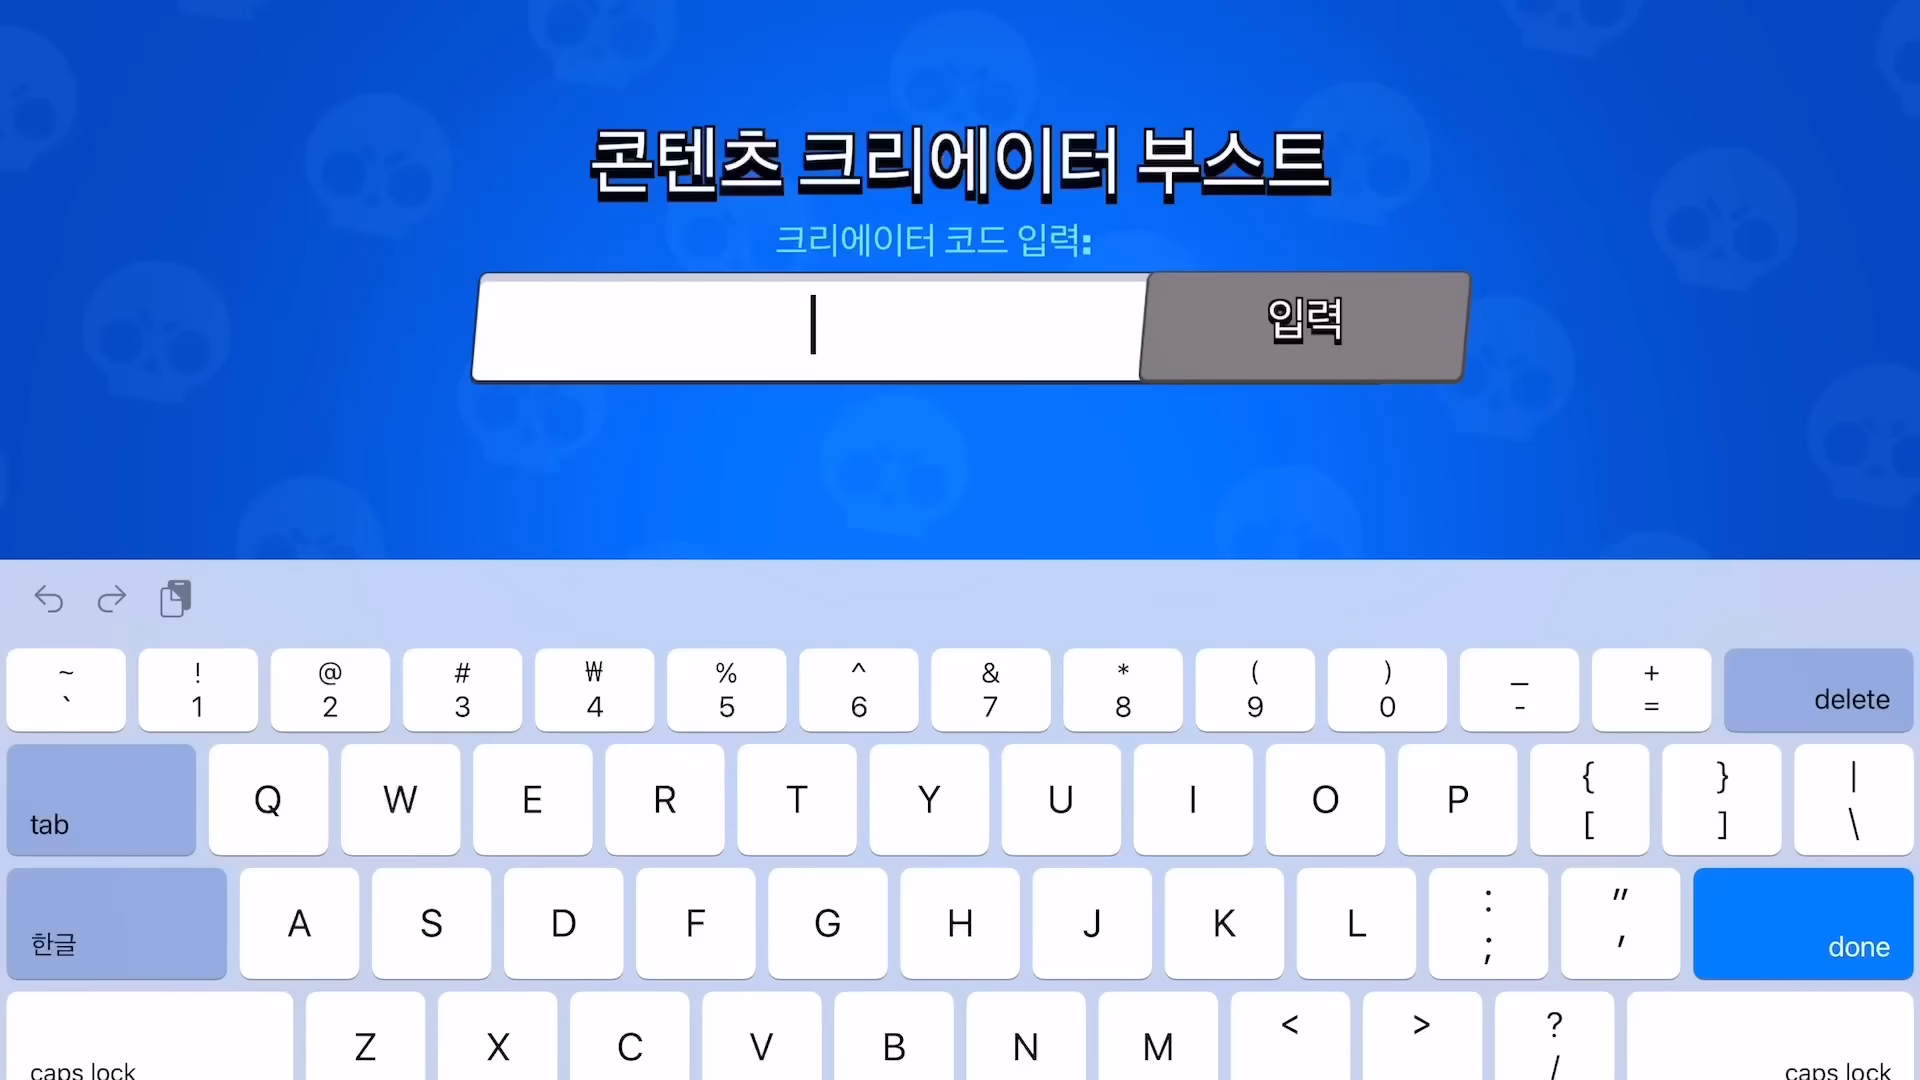 콘텐츠 크리에이터 부스트
크리에이터 코드 입력:
입력
~ ! @ # ₩ % ^ & * ( ) _ +
` 1 2 3 4 5 6 7 8 9 0 - = delete
tab Q W E R T Y U I O P { } |
[ ] \
한글 A S D F G H J K L : " done
; '
caps lock Z X C V B N M < > ? caps lock
/